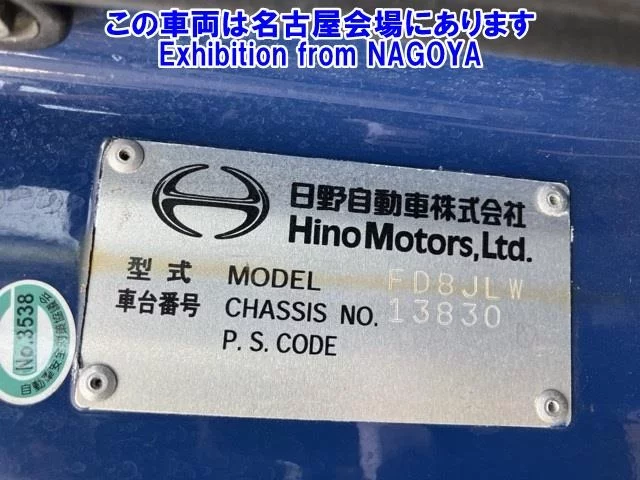 この車両は名古屋会場にあります
Exhibition from NAGOYA
日野自動車株式会社
Hino Motors, Ltd.
型式 MODEL FD8JLW
車台番号 CHASSIS NO. 13830
P. S. CODE
No.3538